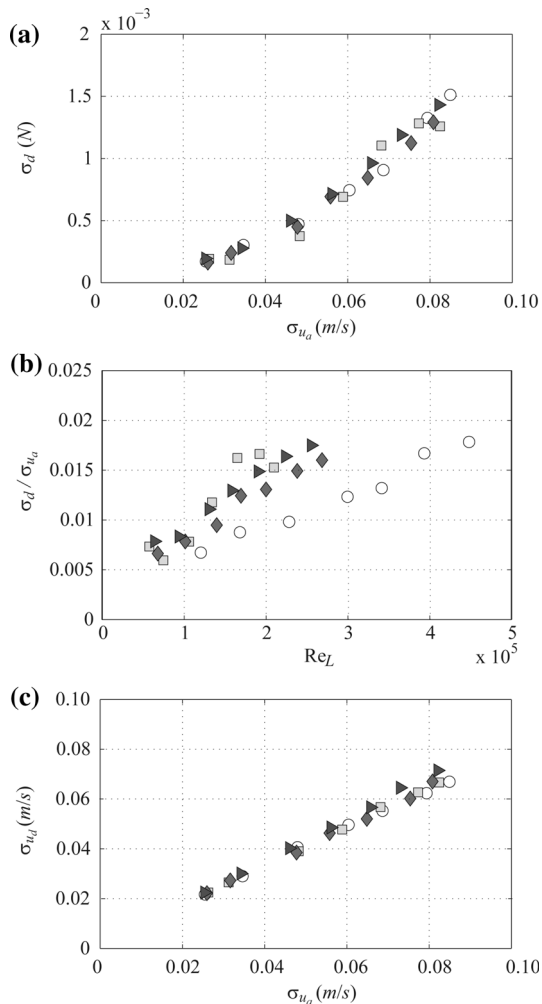 (a)
x 10⁻³
2
1.5
1
0.5
0
σ_d (N)
0 0.02 0.04 0.06 0.08 0.10
σ_{u_a} (m/s)
(b)
0.025
0.02
0.015
0.01
0.005
0
σ_d / σ_{u_a}
1 2 3 4 5
Re_L
x 10⁵
(c)
0.10
0.08
0.06
0.04
0.02
0
σ_{u_d} (m/s)
0 0.02 0.04 0.06 0.08 0.10
σ_{u_a} (m/s)